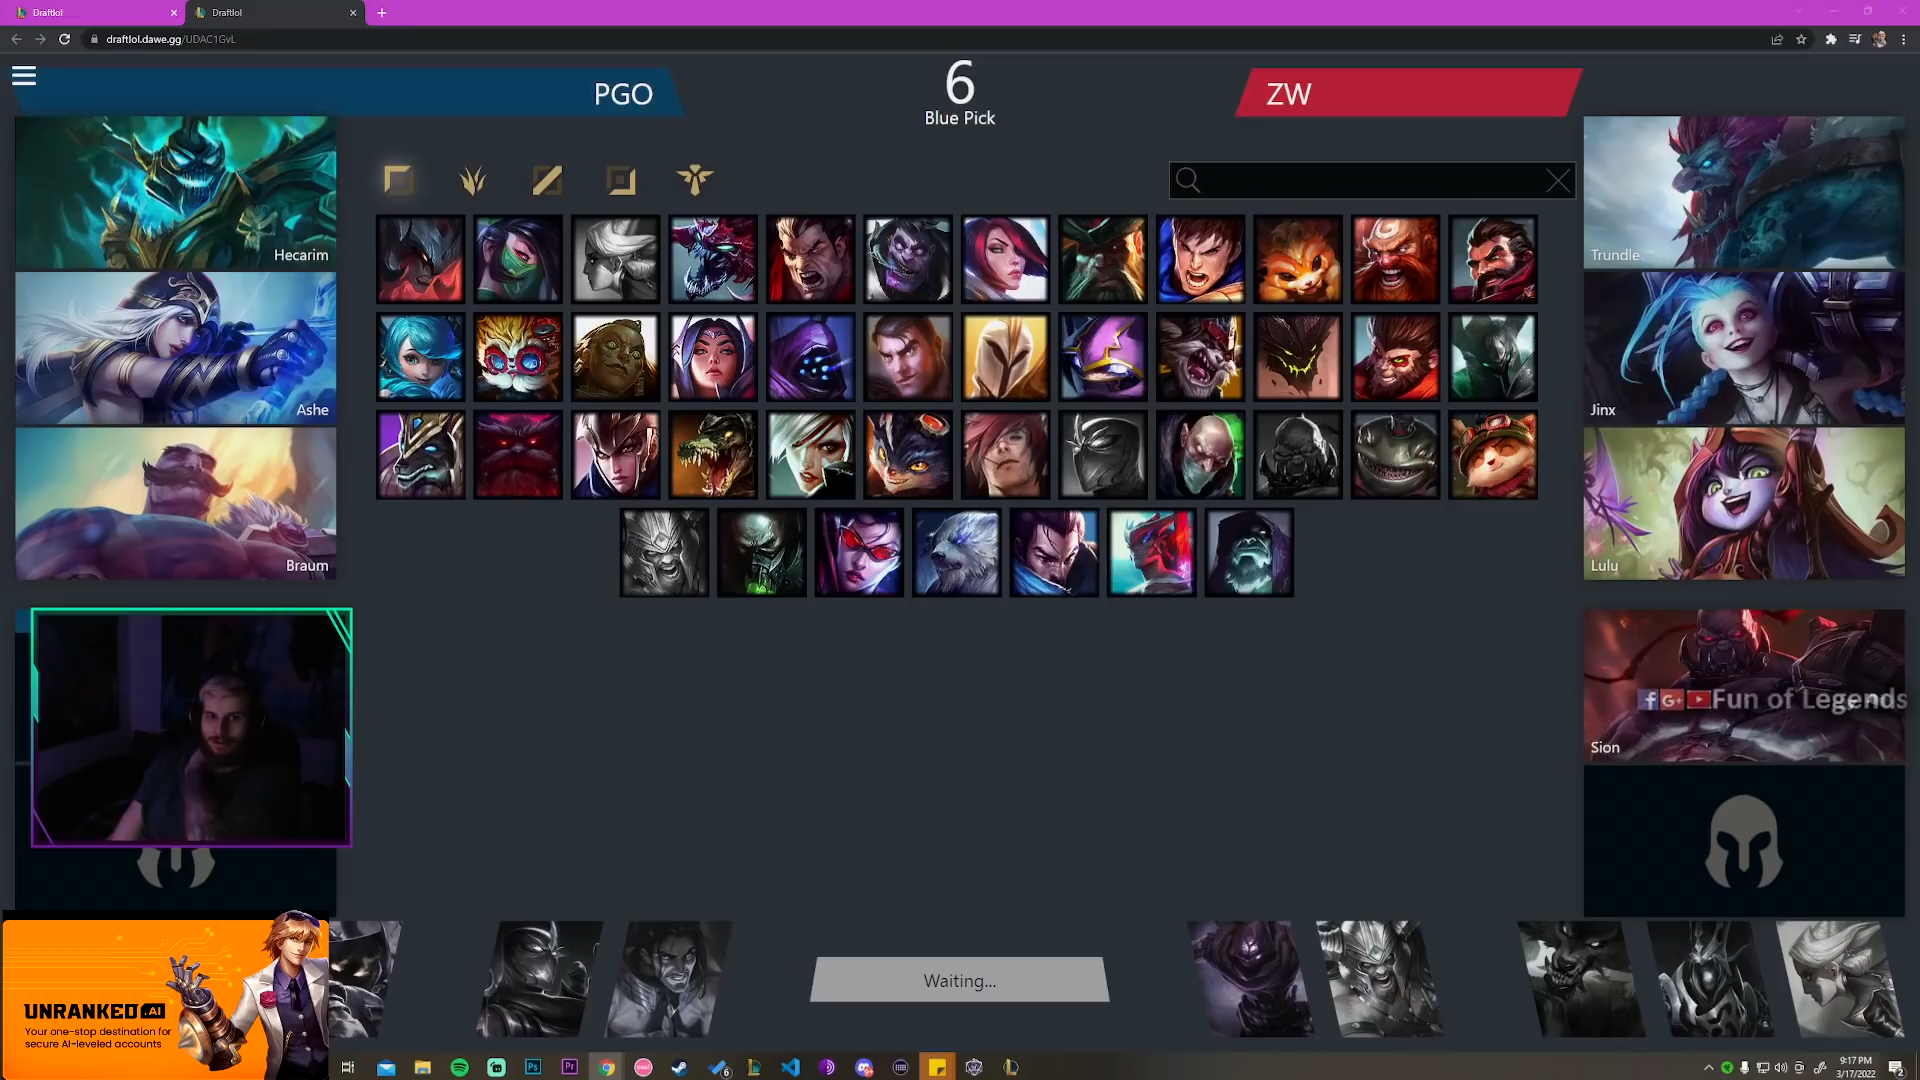 Draftlol
Draftlol
draftlol.dawe.gg/UDAC1GvL
PGO
6
Blue Pick
ZW
Hecarim
Ashe
Braum
Trundle
Jinx
Lulu
Sion
Fun of Legends
Waiting...
UNRANKED AI
Your one-stop destination for
secure AI-leveled accounts
9:17 PM
3/17/2022